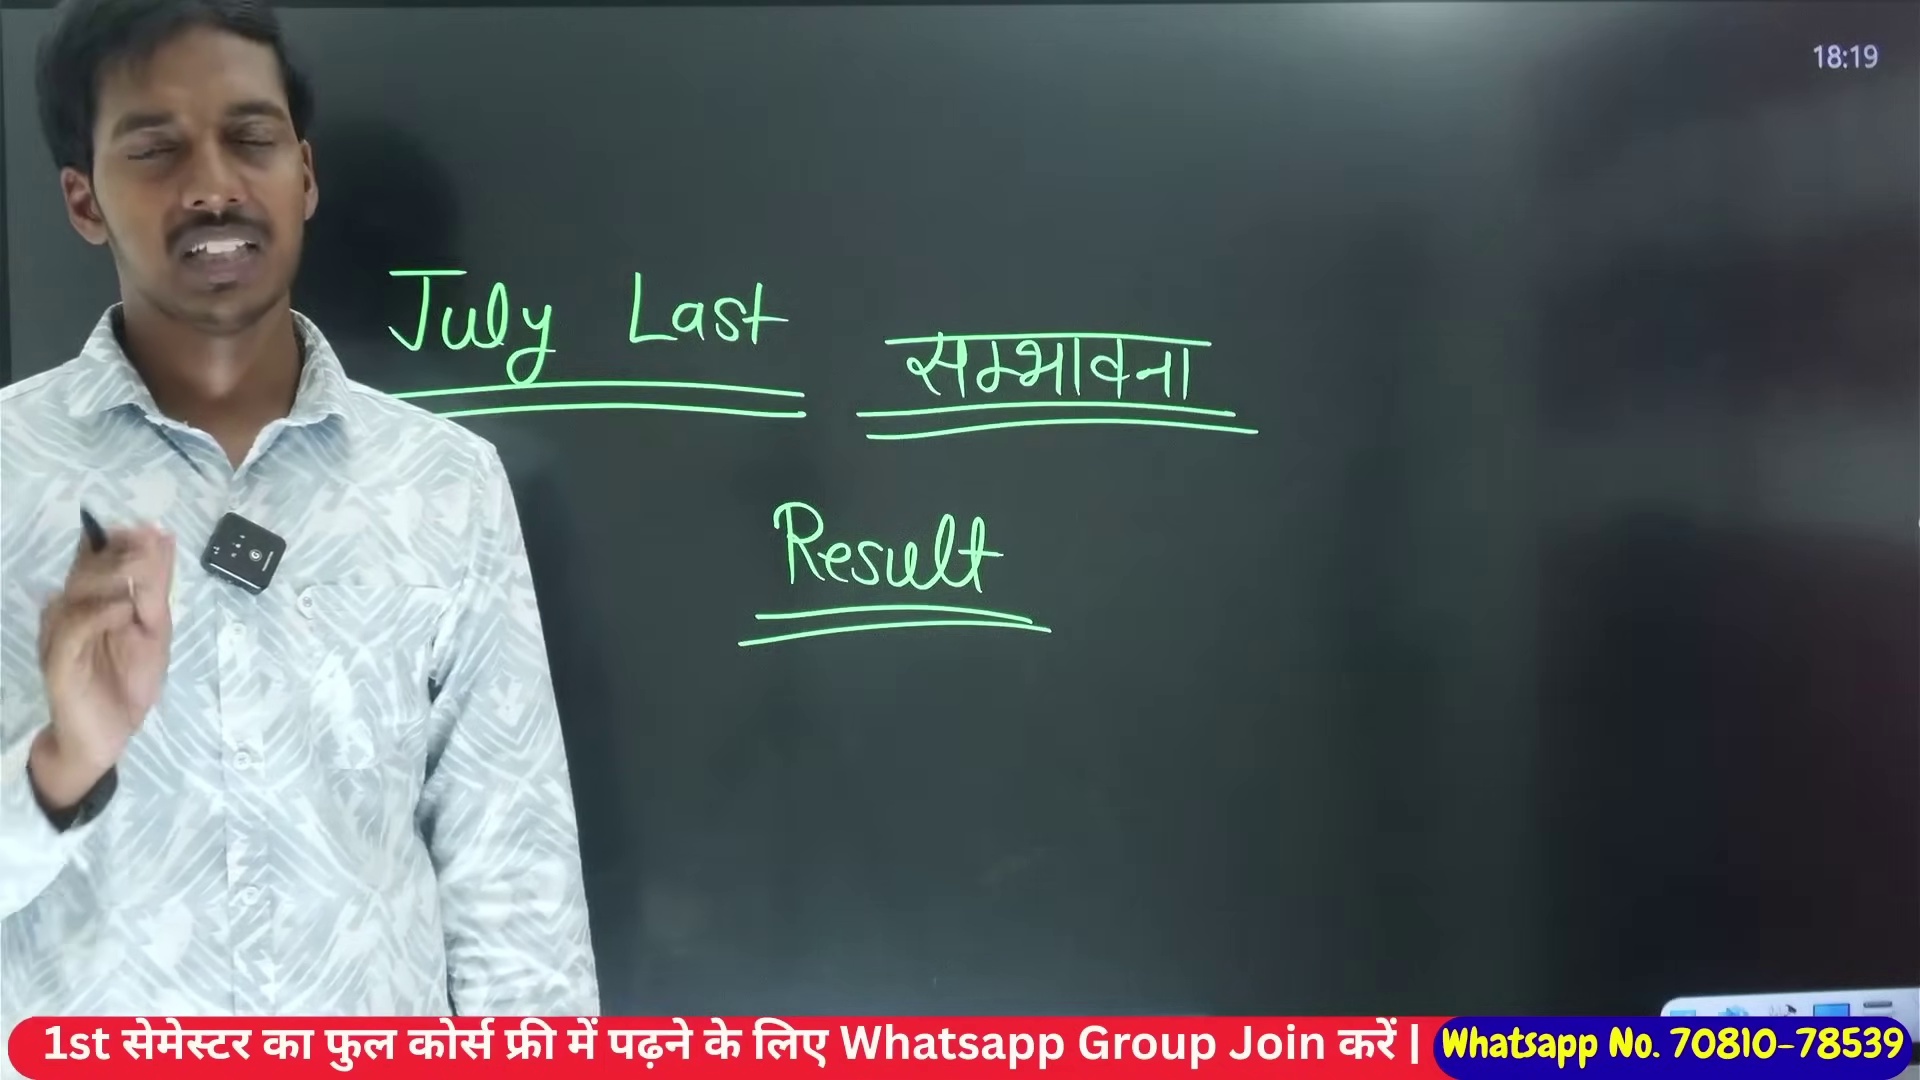 18:19
July Last सम्भावना
Result
1st सेमेस्टर का फुल कोर्स फ्री में पढ़ने के लिए Whatsapp Group Join करें | Whatsapp No. 70810-78539